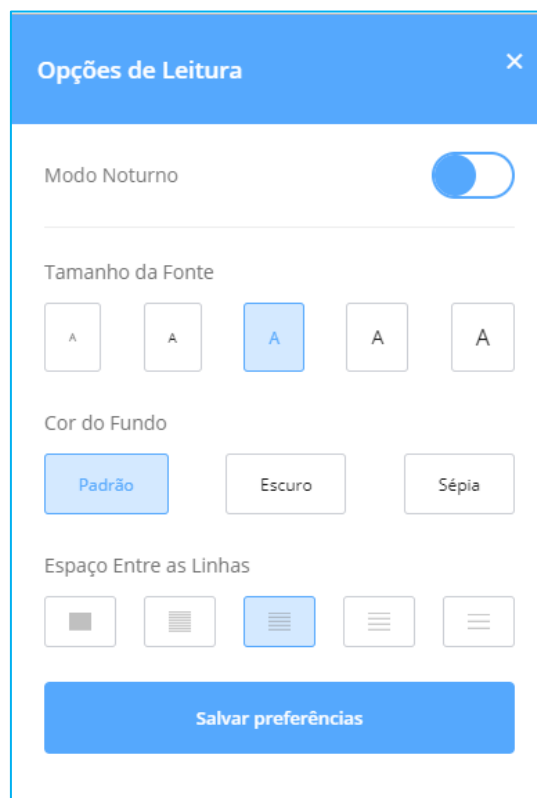 Opções de Leitura ×
Modo Noturno
Tamanho da Fonte
A A A A A
Cor do Fundo
Padrão Escuro Sépia
Espaço Entre as Linhas
Salvar preferências